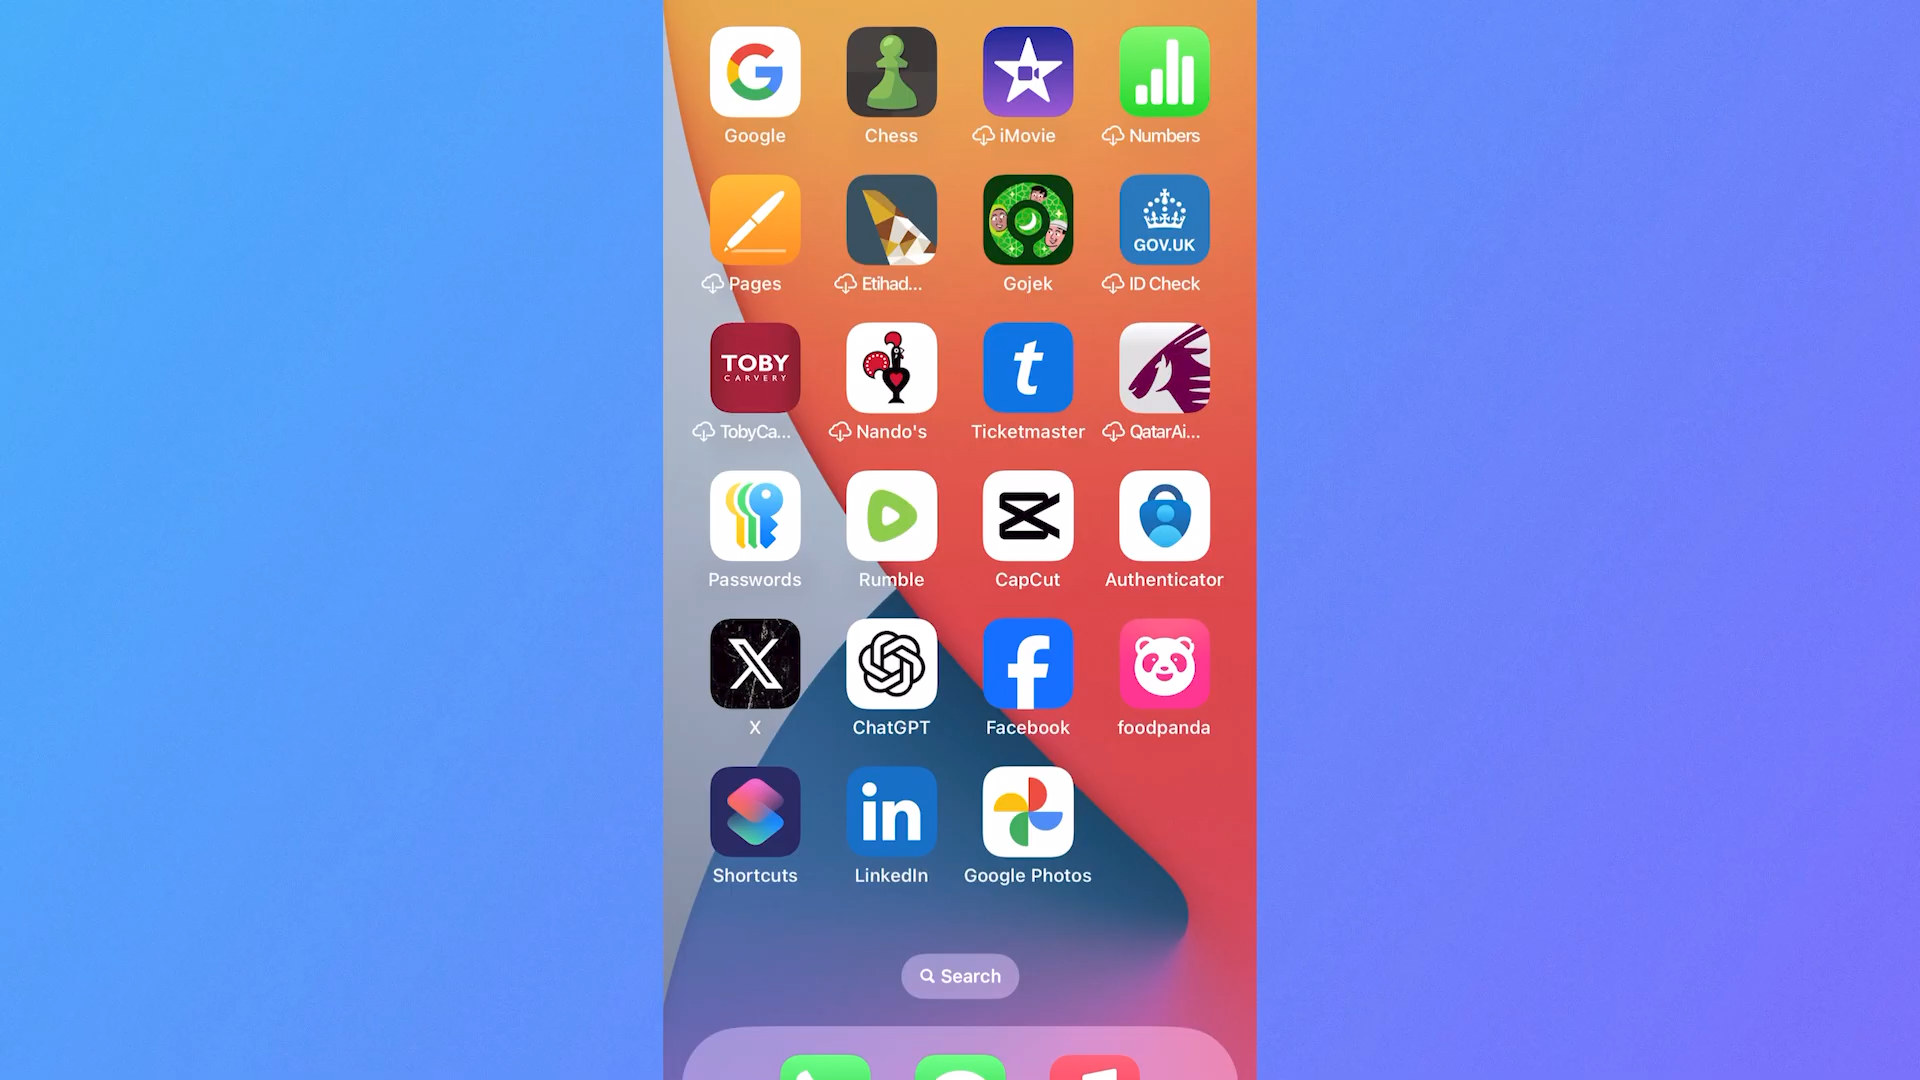 Google Chess iMovie Numbers
GOV.UK
Pages Etihad... Gojek ID Check
TOBY
CARVERY
t
TobyCa... Nando's Ticketmaster QatarAi...
Passwords Rumble CapCut Authenticator
X ChatGPT Facebook foodpanda
in
Shortcuts LinkedIn Google Photos
Search